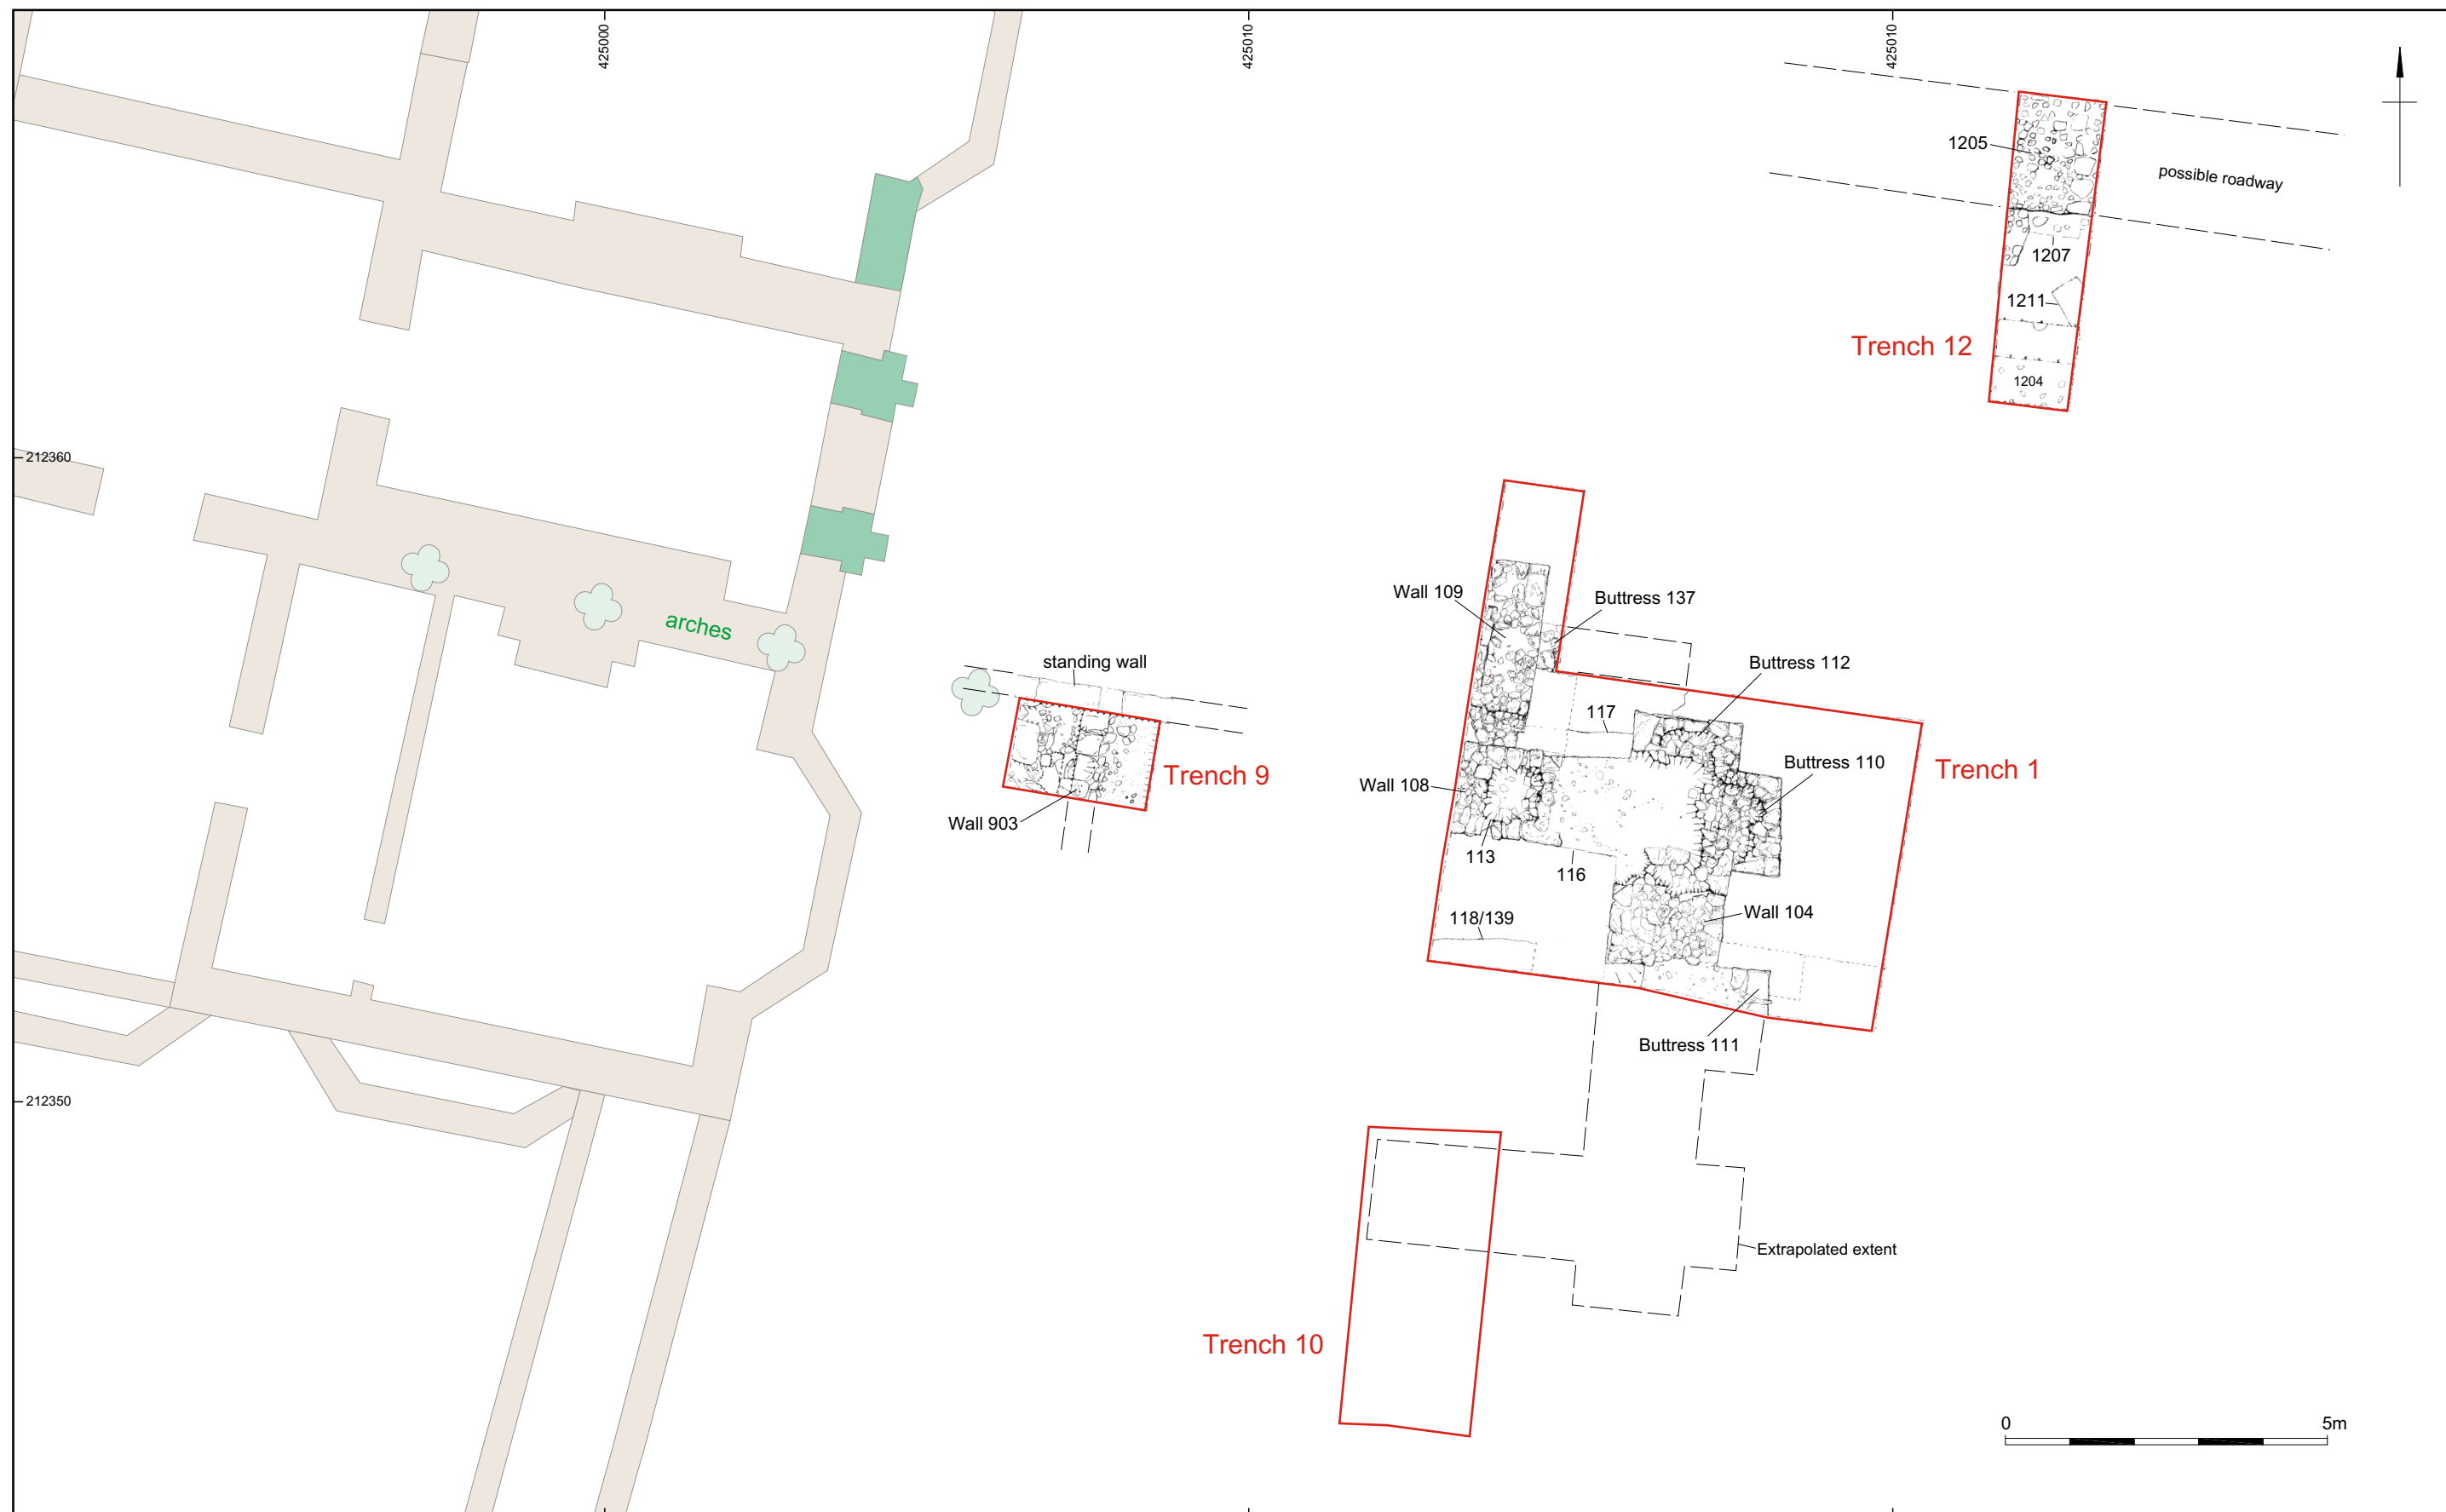 425000
425010
425010
1205
possible roadway
1207
1211
Trench 12
1204
212360
Wall 109
Buttress 137
arches
standing wall
Buttress 112
117
Trench 9
Trench 1
Buttress 110
Wall 108
Wall 903
113
116
Wall 104
118/139
Buttress 111
212350
Extrapolated extent
Trench 10
0 5m